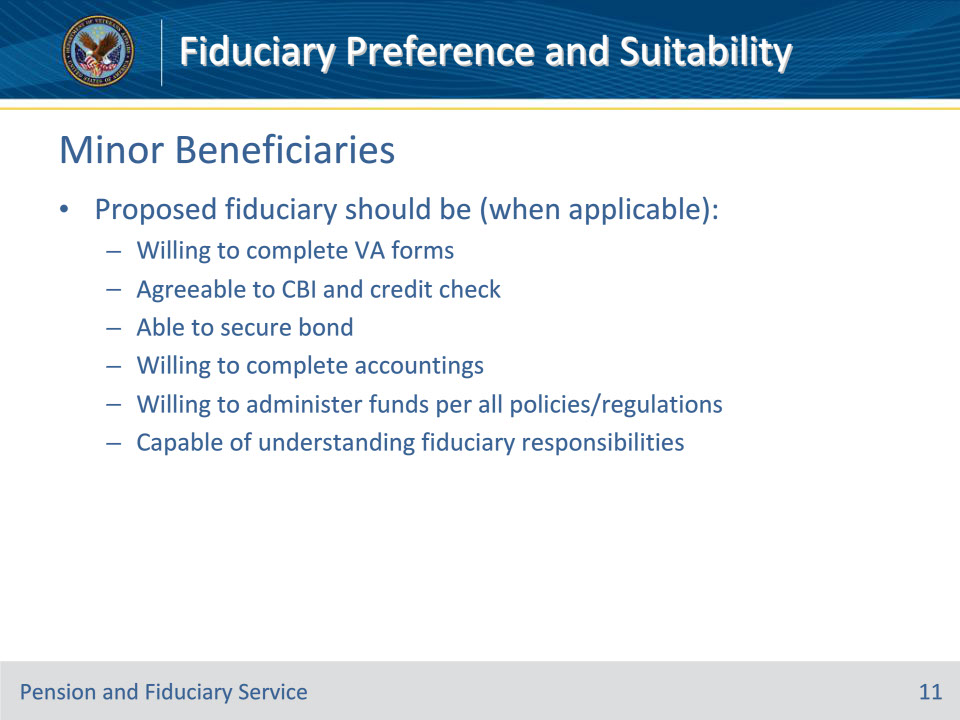 DEPARTMENT OF VETERANS AFFAIRS
UNITED STATES OF AMERICA
Fiduciary Preference and Suitability
Minor Beneficiaries
• Proposed fiduciary should be (when applicable):
– Willing to complete VA forms
– Agreeable to CBI and credit check
– Able to secure bond
– Willing to complete accountings
– Willing to administer funds per all policies/regulations
– Capable of understanding fiduciary responsibilities
Pension and Fiduciary Service
11